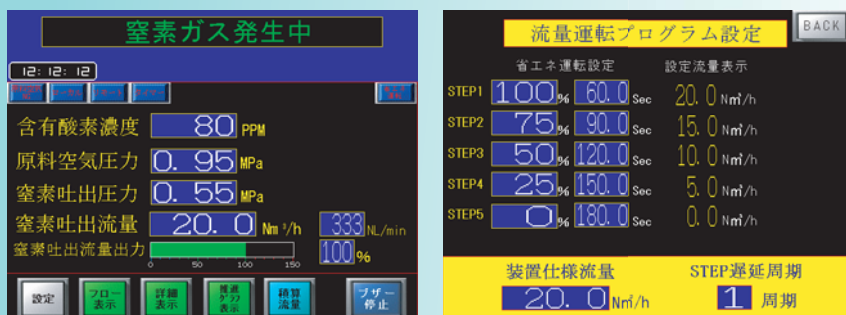 窒素ガス発生中
12:12:12
含有酸素濃度 80 PPM
原料空気圧力 0.95 MPa
窒素吐出圧力 0.55 MPa
窒素吐出流量 20.0 Nm³/h 333 NL/min
窒素吐出流量出力 100 %
0 50 100 150
設定 フロー表示 詳細表示 推進グラフ表示 積算流量 ブザー停止
流量運転プログラム設定 BACK
省エネ運転設定 設定流量表示
STEP1 100% 60.0 Sec 20.0 Nm³/h
STEP2 75% 90.0 Sec 15.0 Nm³/h
STEP3 50% 120.0 Sec 10.0 Nm³/h
STEP4 25% 150.0 Sec 5.0 Nm³/h
STEP5 0% 180.0 Sec 0.0 Nm³/h
装置仕様流量 STEP遅延周期
20.0 Nm³/h 1 周期